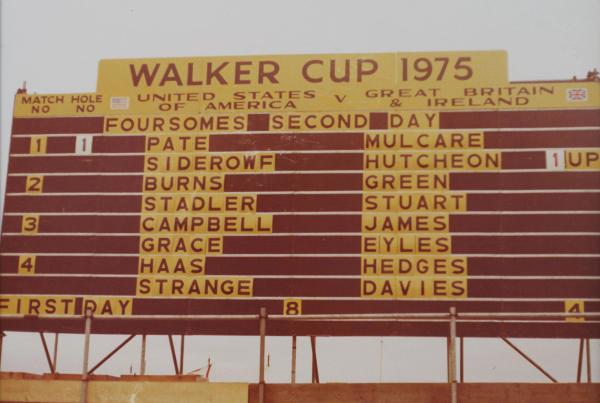 WALKER CUP 1975
MATCH NO HOLE NO UNITED STATES OF AMERICA V GREAT BRITAIN & IRELAND
FOURSOMES SECOND DAY
1 1 PATE MULCARE
SIDEROWF HUTCHEON 1 UP
2 BURNS GREEN
STADLER STUART
3 CAMPBELL JAMES
GRACE EYLES
4 HAAS HEDGES
STRANGE DAVIES
FIRST DAY 8 4